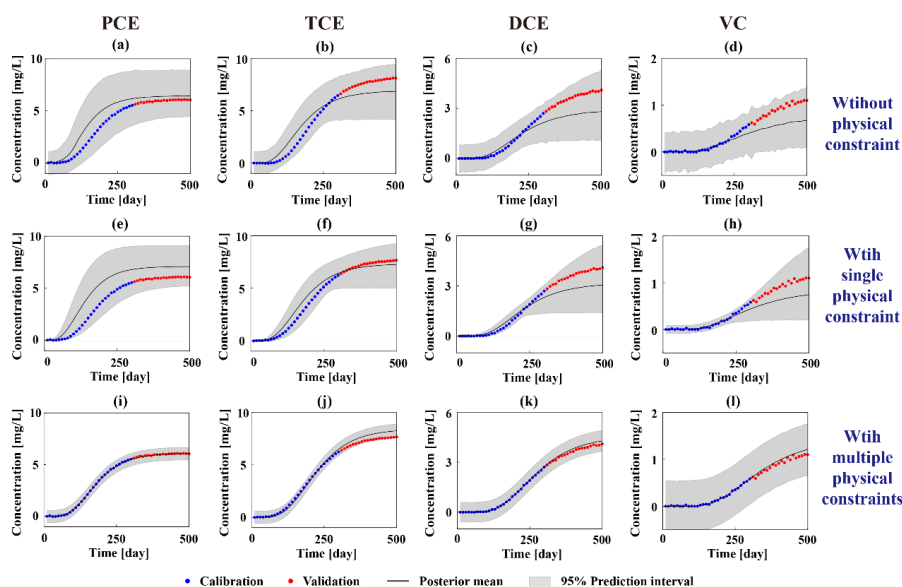 PCE TCE DCE VC
(a) (b) (c) (d)
Concentration [mg/L] 10 5 0 0 250 500 Time [day]
Concentration [mg/L] 10 5 0 0 250 500 Time [day]
Concentration [mg/L] 6 3 0 0 250 500 Time [day]
Concentration [mg/L] 2 1 0 0 250 500 Time [day]
Wtihout
physical
constraint
(e) (f) (g) (h)
Concentration [mg/L] 10 5 0 0 250 500 Time [day]
Concentration [mg/L] 10 5 0 0 250 500 Time [day]
Concentration [mg/L] 6 3 0 0 250 500 Time [day]
Concentration [mg/L] 2 1 0 0 250 500 Time [day]
Wtih
single
physical
constraint
(i) (j) (k) (l)
Concentration [mg/L] 10 5 0 0 250 500 Time [day]
Concentration [mg/L] 10 5 0 0 250 500 Time [day]
Concentration [mg/L] 6 3 0 0 250 500 Time [day]
Concentration [mg/L] 2 1 0 0 250 500 Time [day]
Wtih
multiple
physical
constraints
Calibration Validation Posterior mean 95% Prediction interval